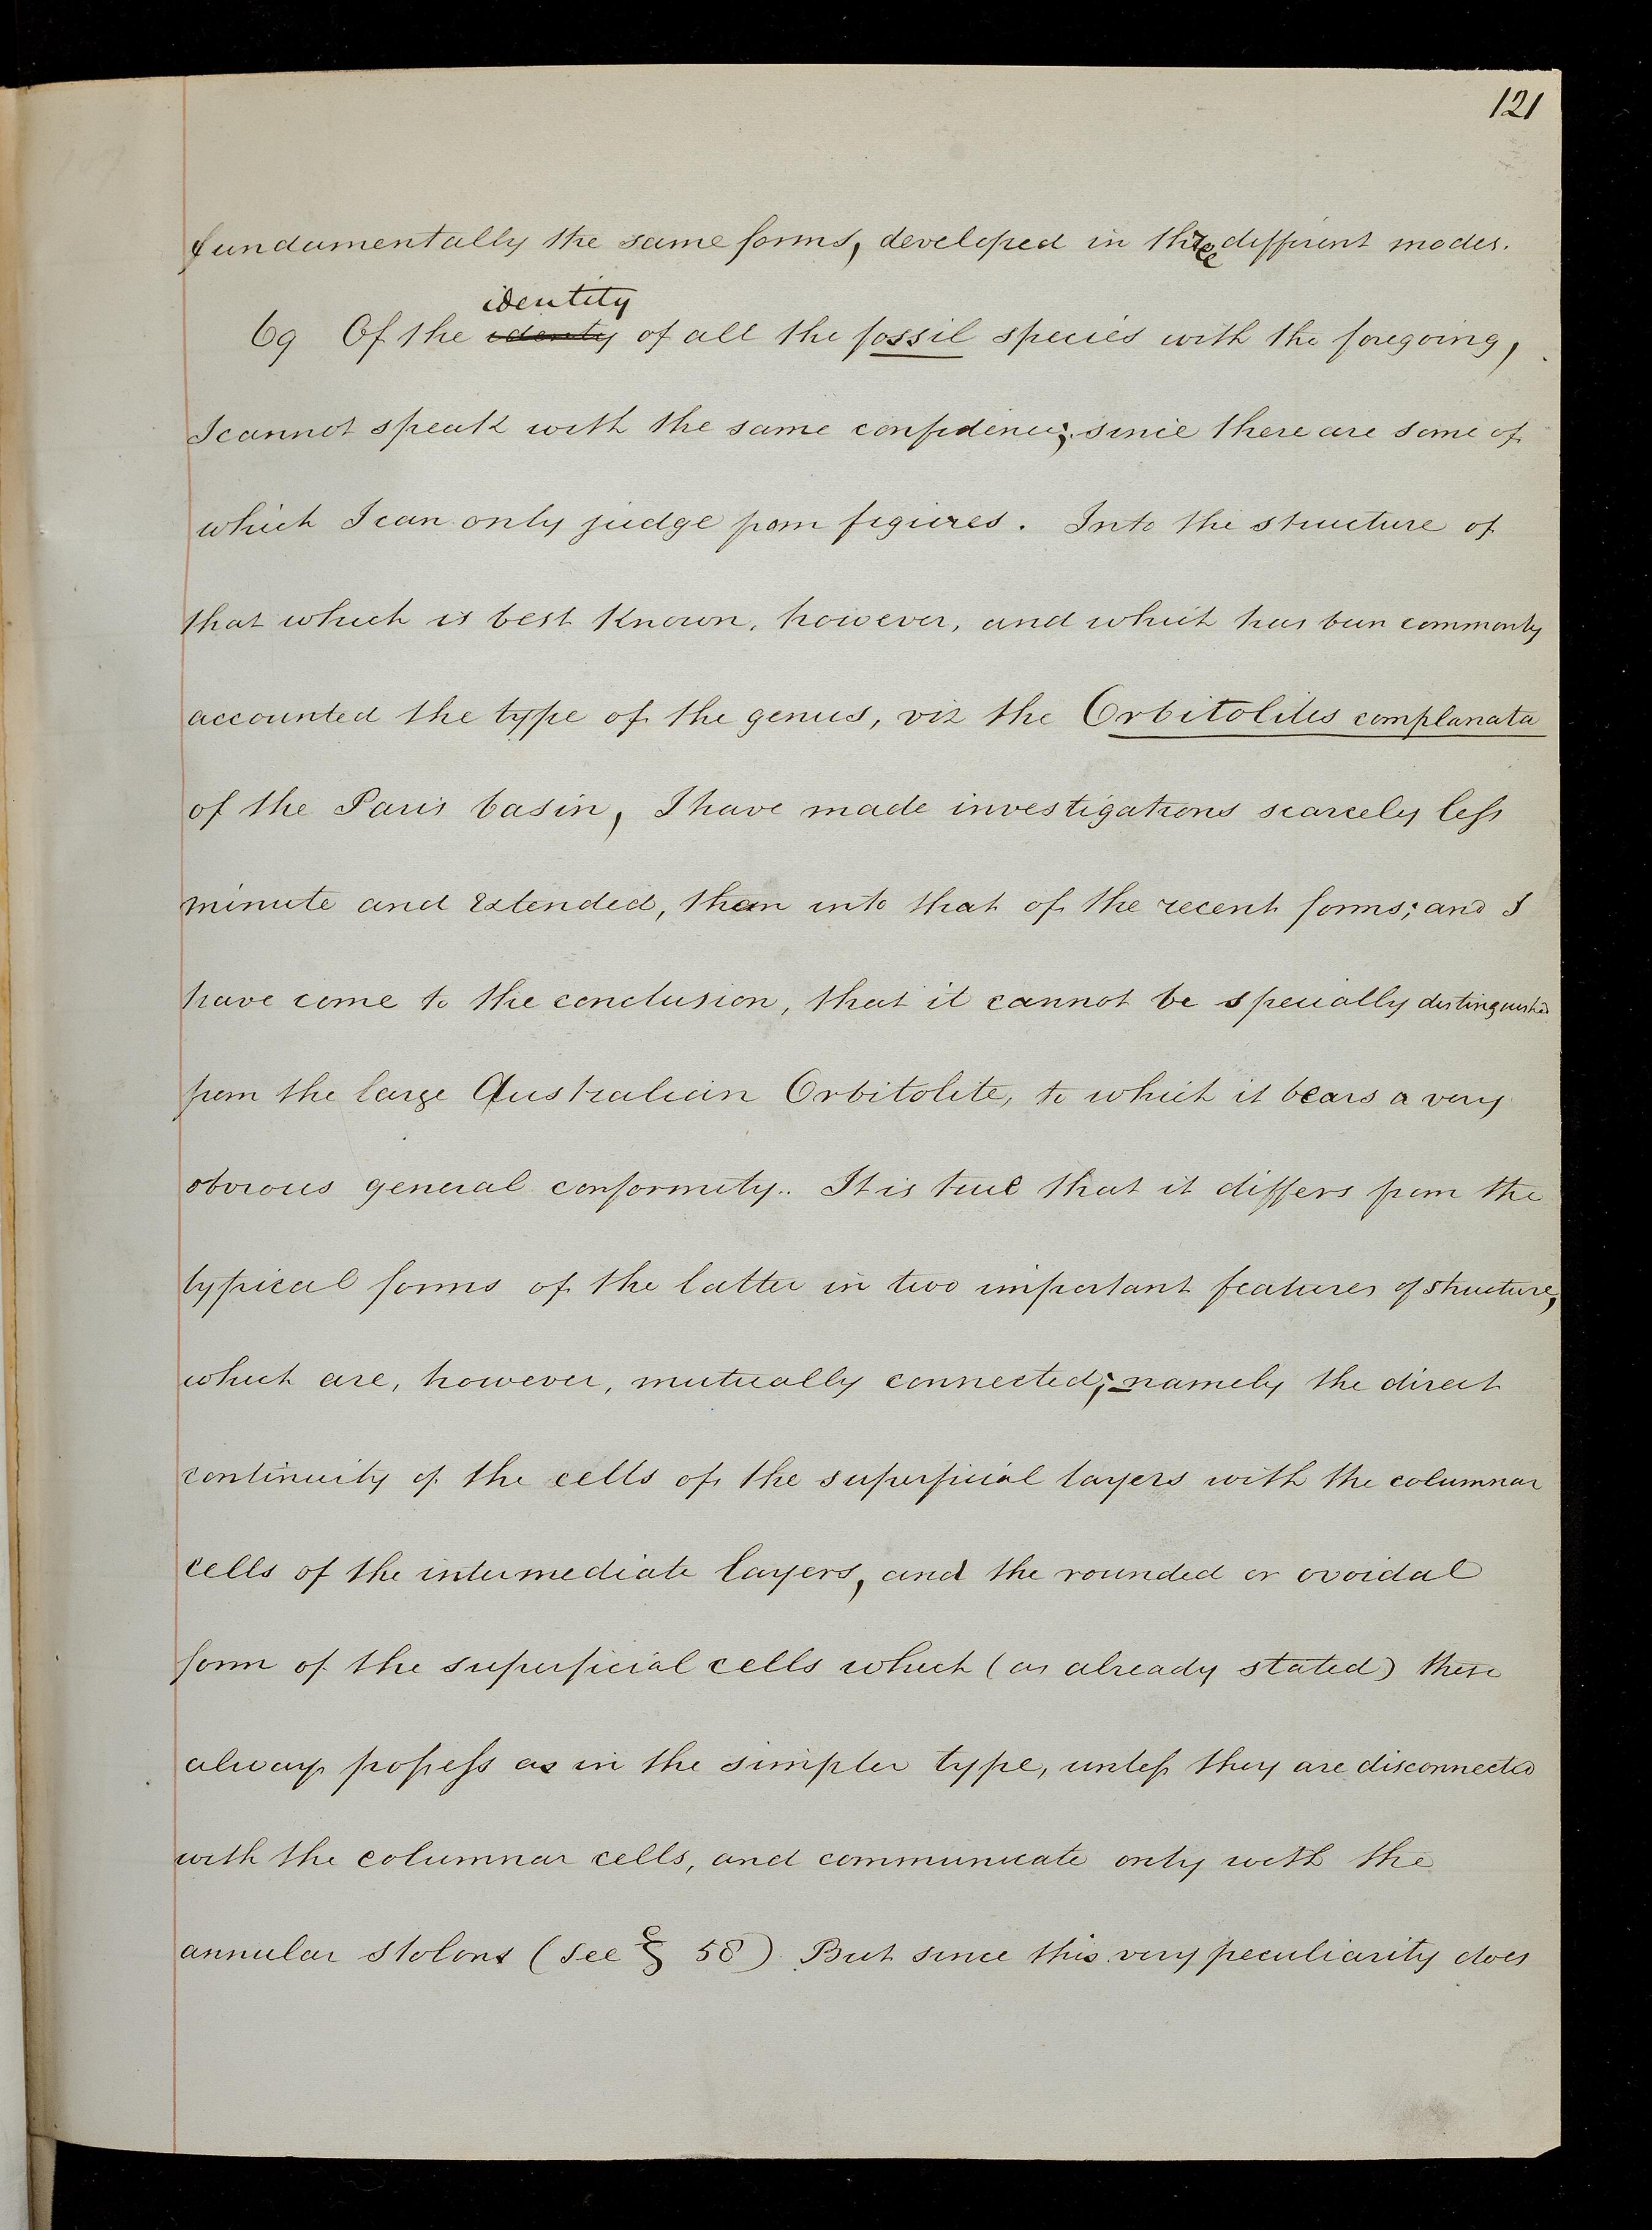 121
fundamentally the same forms, developed in three different modes.
identity
69 Of the identy of all the fossil species with the foregoing,
I cannot speak with the same confidence; since there are some of
which I can only judge from figures. Into the structure of
that which is best known, however, and which has been commonly
accounted the type of the genus, viz the Orbitolites complanata
of the Paris basin, I have made investigations scarcely less
minute and extended, than into that of the recent forms; and I
have come to the conclusion, that it cannot be specially distinguished
from the large Australian Orbitolite, to which it bears a very
obvious general conformity. It is true that it differs from the
typical forms of the latter in two important features of structure,
which are, however, mutually connected; namely the direct
continuity of the cells of the superficial layers with the columnar
cells of the intermediate layers, and the rounded or ovoidal
form of the superficial cells which (as already stated) these
always possess as in the simpler type, unless they are disconnected
with the columnar cells, and communicate only with the
annular stolons (see § 58) But since this very peculiarity does